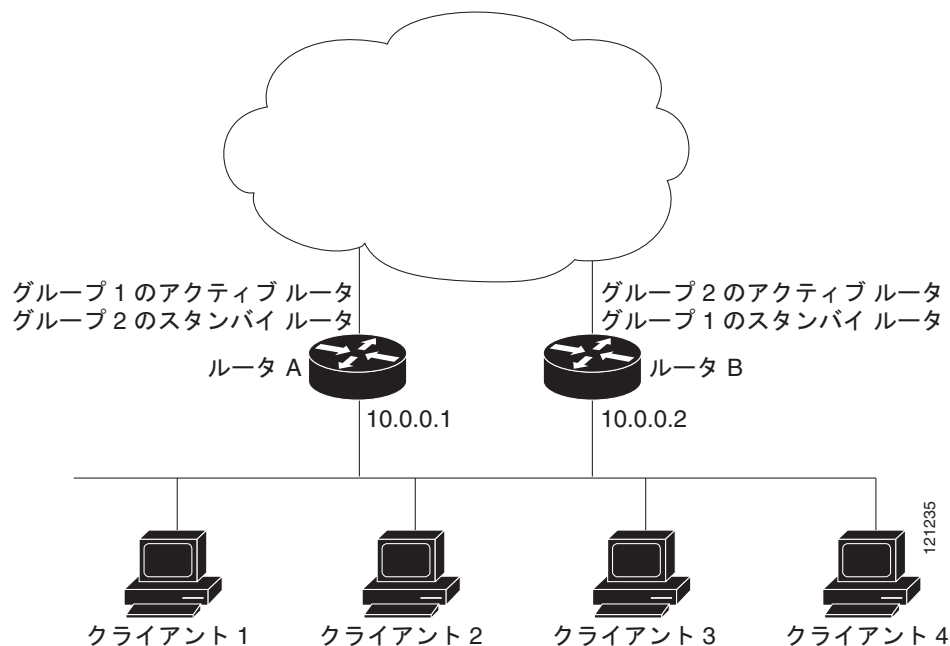 グループ 1 のアクティブ ルータ
グループ 2 のスタンバイ ルータ
グループ 2 のアクティブ ルータ
グループ 1 のスタンバイ ルータ
ルータ A
ルータ B
10.0.0.1
10.0.0.2
121235
クライアント 1
クライアント 2
クライアント 3
クライアント 4